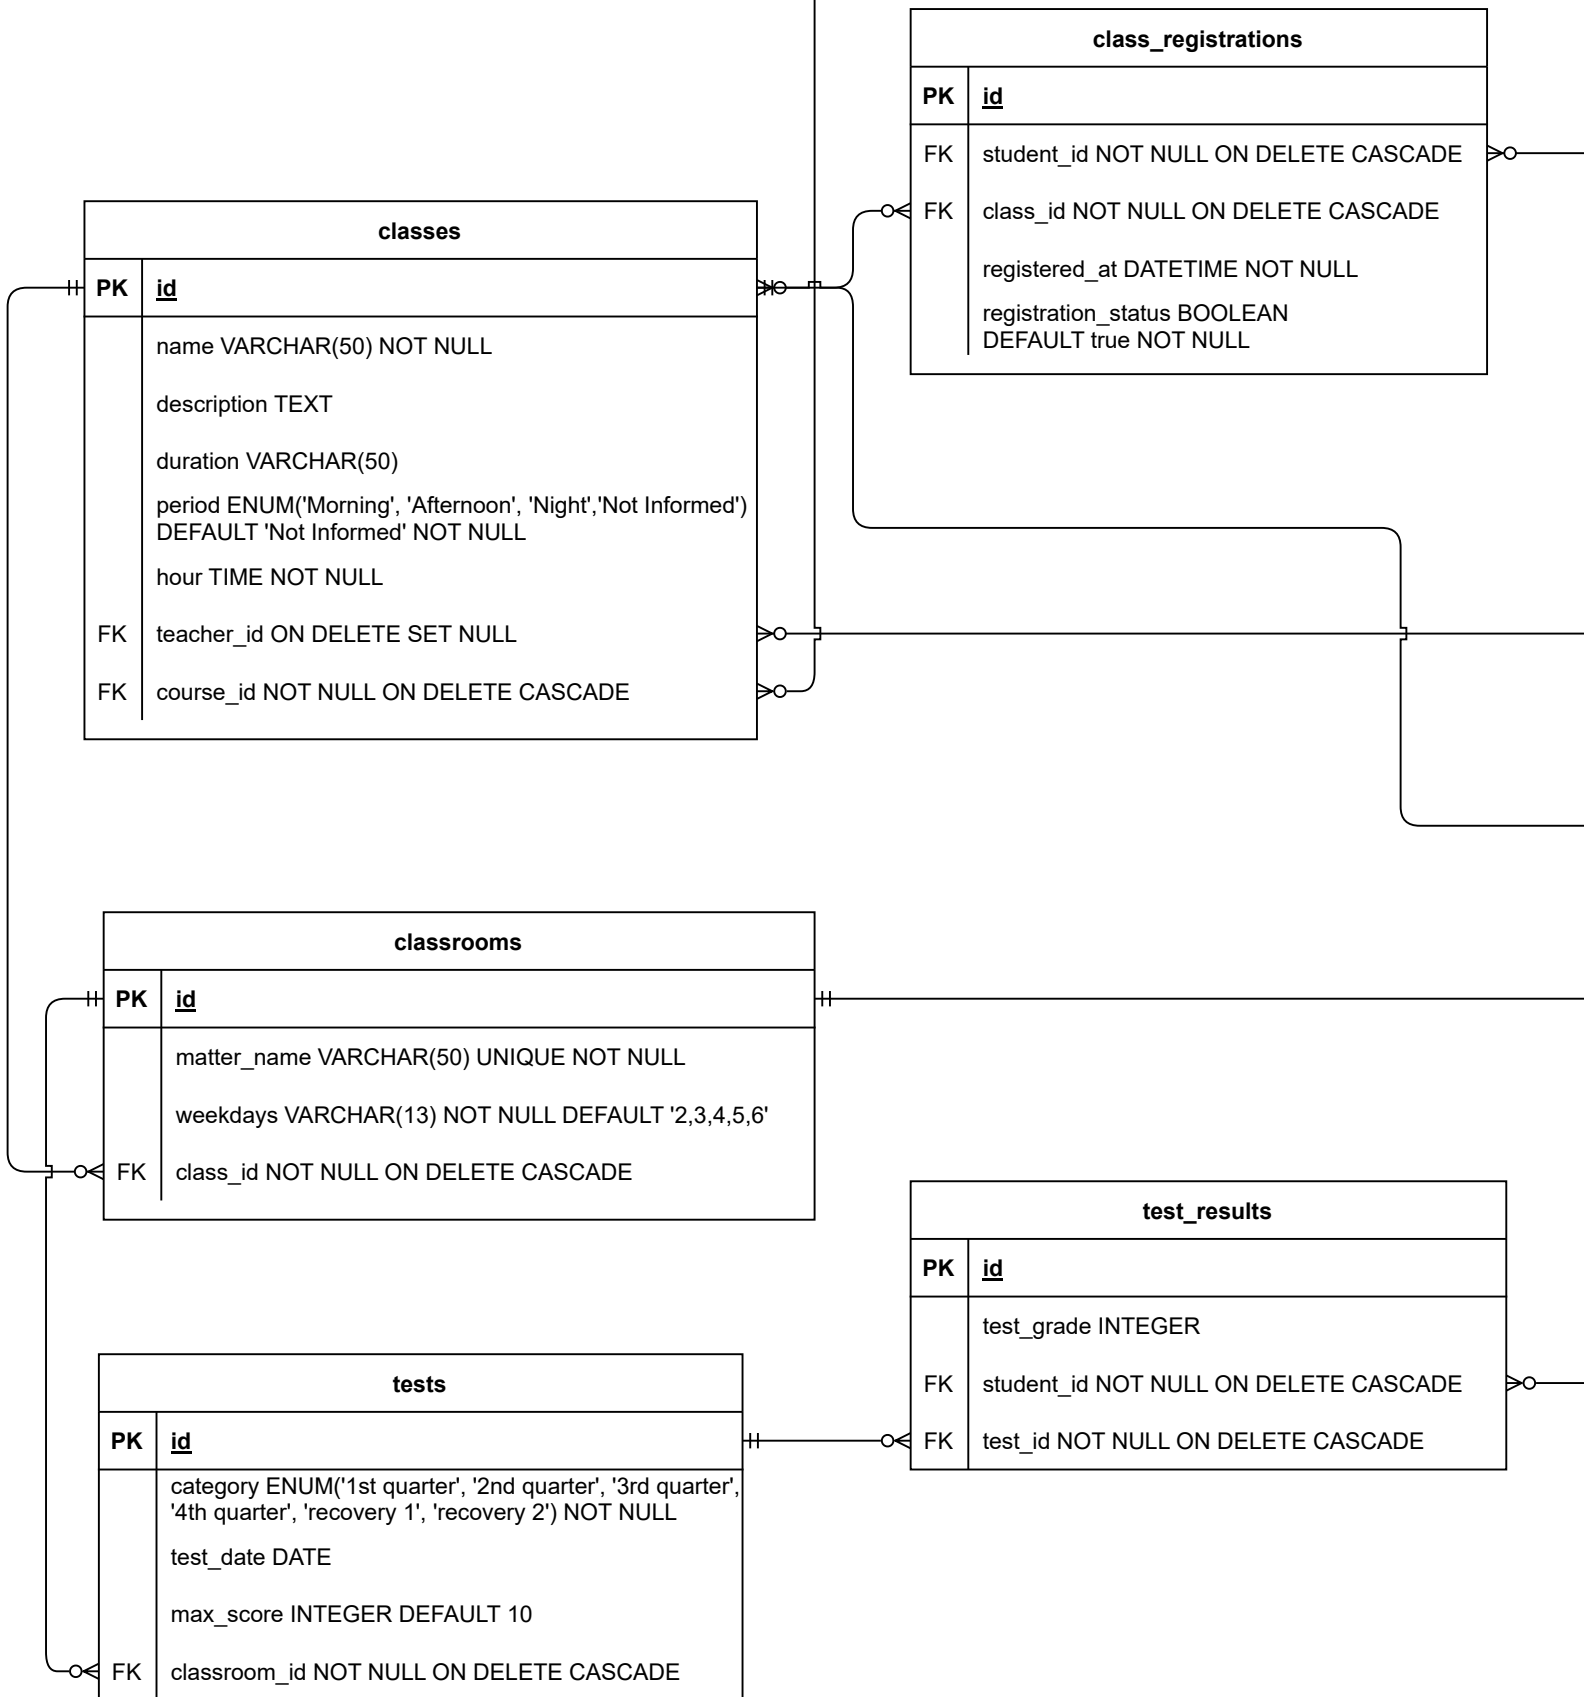 class_registrations
PK id
FK student_id NOT NULL ON DELETE CASCADE
FK class_id NOT NULL ON DELETE CASCADE
registered_at DATETIME NOT NULL
registration_status BOOLEAN
DEFAULT true NOT NULL
classes
PK id
name VARCHAR(50) NOT NULL
description TEXT
duration VARCHAR(50)
period ENUM('Morning', 'Afternoon', 'Night','Not Informed')
DEFAULT 'Not Informed' NOT NULL
hour TIME NOT NULL
FK teacher_id ON DELETE SET NULL
FK course_id NOT NULL ON DELETE CASCADE
classrooms
PK id
matter_name VARCHAR(50) UNIQUE NOT NULL
weekdays VARCHAR(13) NOT NULL DEFAULT '2,3,4,5,6'
FK class_id NOT NULL ON DELETE CASCADE
test_results
PK id
test_grade INTEGER
FK student_id NOT NULL ON DELETE CASCADE
FK test_id NOT NULL ON DELETE CASCADE
tests
PK id
category ENUM('1st quarter', '2nd quarter', '3rd quarter',
'4th quarter', 'recovery 1', 'recovery 2') NOT NULL
test_date DATE
max_score INTEGER DEFAULT 10
FK classroom_id NOT NULL ON DELETE CASCADE